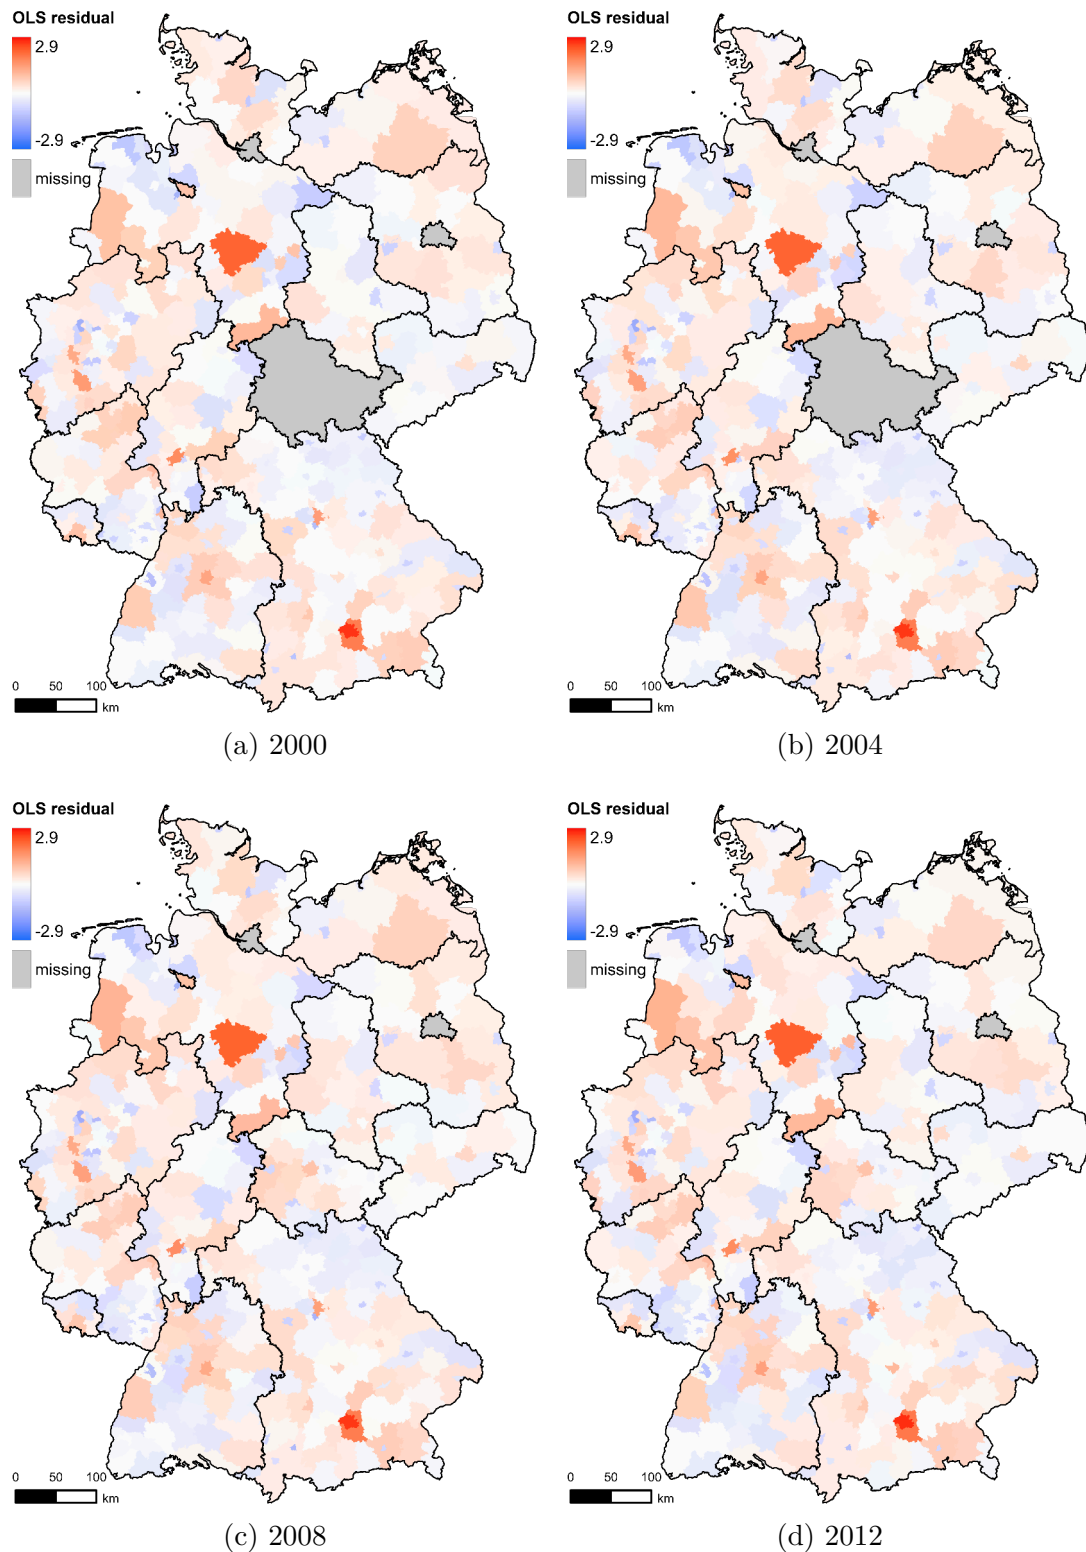 OLS residual
2.9
-2.9
missing
0 50 100
km
(a) 2000
OLS residual
2.9
-2.9
missing
0 50 100
km
(b) 2004
OLS residual
2.9
-2.9
missing
0 50 100
km
(c) 2008
OLS residual
2.9
-2.9
missing
0 50 100
km
(d) 2012